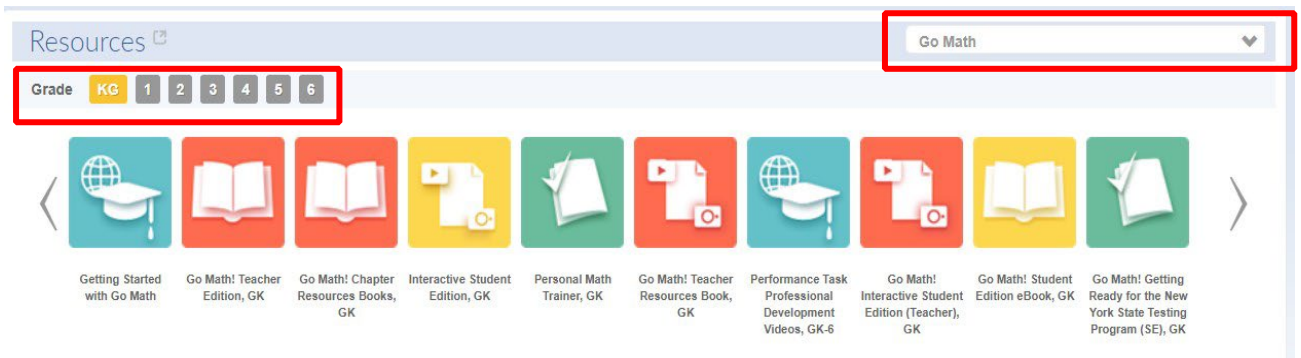 Resources
Go Math
Grade KG 1 2 3 4 5 6
Getting Started
with Go Math
Go Math! Teacher
Edition, GK
Go Math! Chapter
Resources Books,
GK
Interactive Student
Edition, GK
Personal Math
Trainer, GK
Go Math! Teacher
Resources Book,
GK
Performance Task
Professional
Development
Videos, GK-6
Go Math!
Interactive Student
Edition (Teacher),
GK
Go Math! Student
Edition eBook, GK
Go Math! Getting
Ready for the New
York State Testing
Program (SE), GK